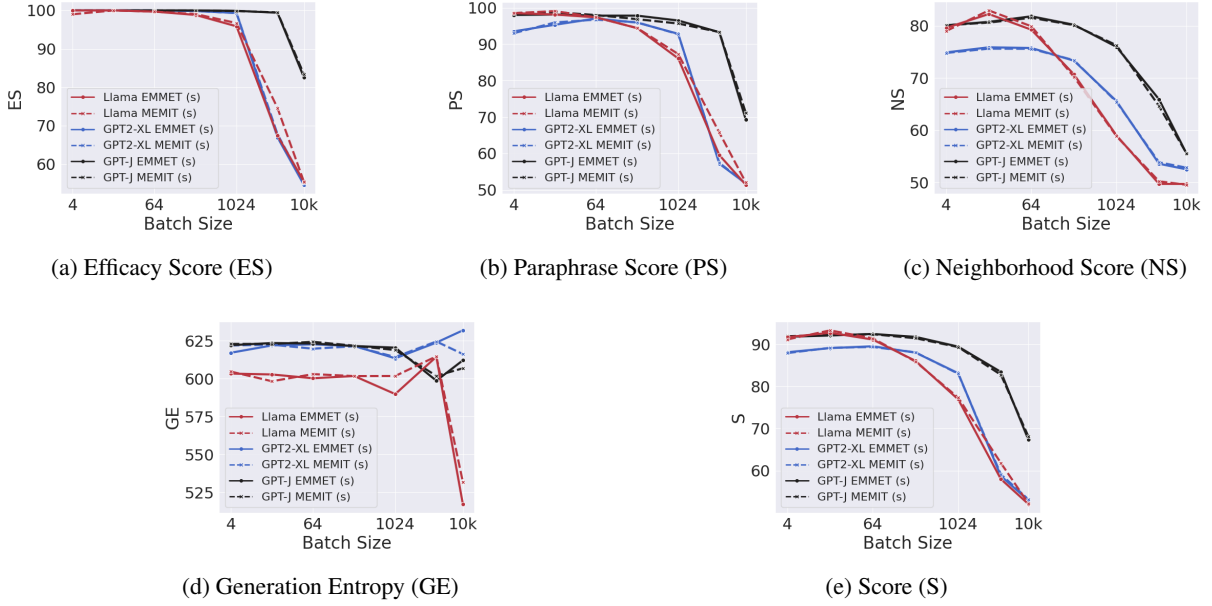 100
90
80
70
60
ES
Llama EMMET (s)
Llama MEMIT (s)
GPT2-XL EMMET (s)
GPT2-XL MEMIT (s)
GPT-J EMMET (s)
GPT-J MEMIT (s)
4 64 1024 10k
Batch Size
(a) Efficacy Score (ES)
100
90
80
70
60
50
PS
Llama EMMET (s)
Llama MEMIT (s)
GPT2-XL EMMET (s)
GPT2-XL MEMIT (s)
GPT-J EMMET (s)
GPT-J MEMIT (s)
4 64 1024 10k
Batch Size
(b) Paraphrase Score (PS)
80
70
60
50
NS
Llama EMMET (s)
Llama MEMIT (s)
GPT2-XL EMMET (s)
GPT2-XL MEMIT (s)
GPT-J EMMET (s)
GPT-J MEMIT (s)
4 64 1024 10k
Batch Size
(c) Neighborhood Score (NS)
625
600
575
550
525
GE
Llama EMMET (s)
Llama MEMIT (s)
GPT2-XL EMMET (s)
GPT2-XL MEMIT (s)
GPT-J EMMET (s)
GPT-J MEMIT (s)
4 64 1024 10k
Batch Size
(d) Generation Entropy (GE)
90
80
70
60
S
Llama EMMET (s)
Llama MEMIT (s)
GPT2-XL EMMET (s)
GPT2-XL MEMIT (s)
GPT-J EMMET (s)
GPT-J MEMIT (s)
4 64 1024 10k
Batch Size
(e) Score (S)